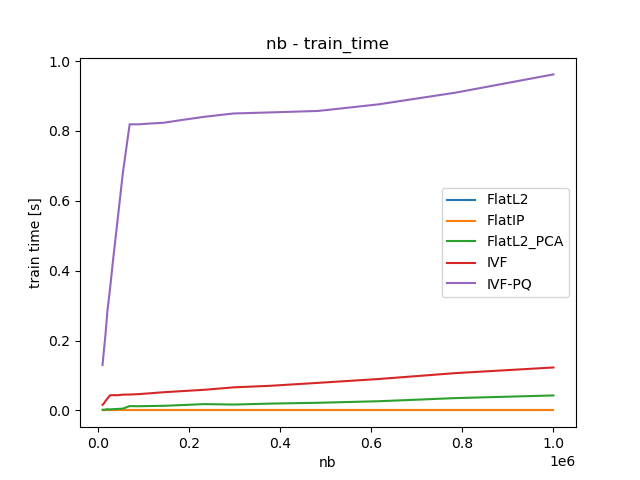 nb - train_time
train time [s]
1.0
0.8
0.6
0.4
0.2
0.0
FlatL2
FlatIP
FlatL2_PCA
IVF
IVF-PQ
0.0 0.2 0.4 0.6 0.8 1.0
1e6
nb